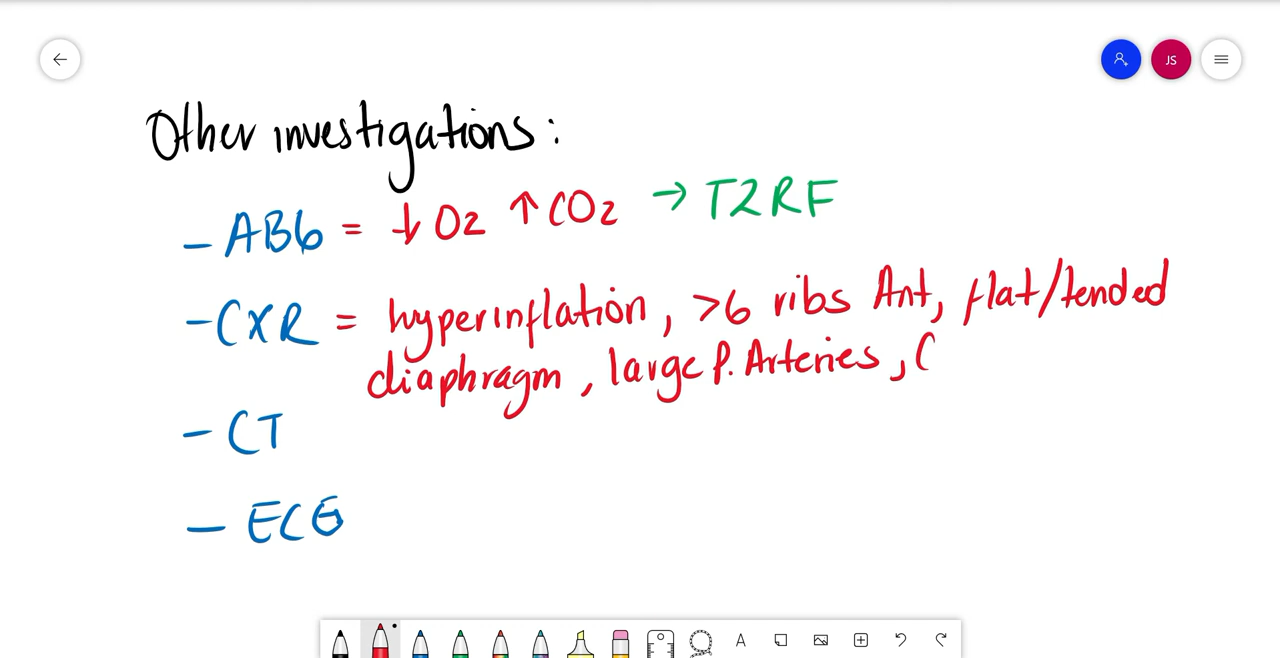 JS
Other investigations:
- ABG = ↓ O2 ↑ CO2 → T2RF
- CXR = hyperinflation, >6 ribs Ant, flat/tended
diaphragm, large P. Arteries, (
- CT
- ECG
A